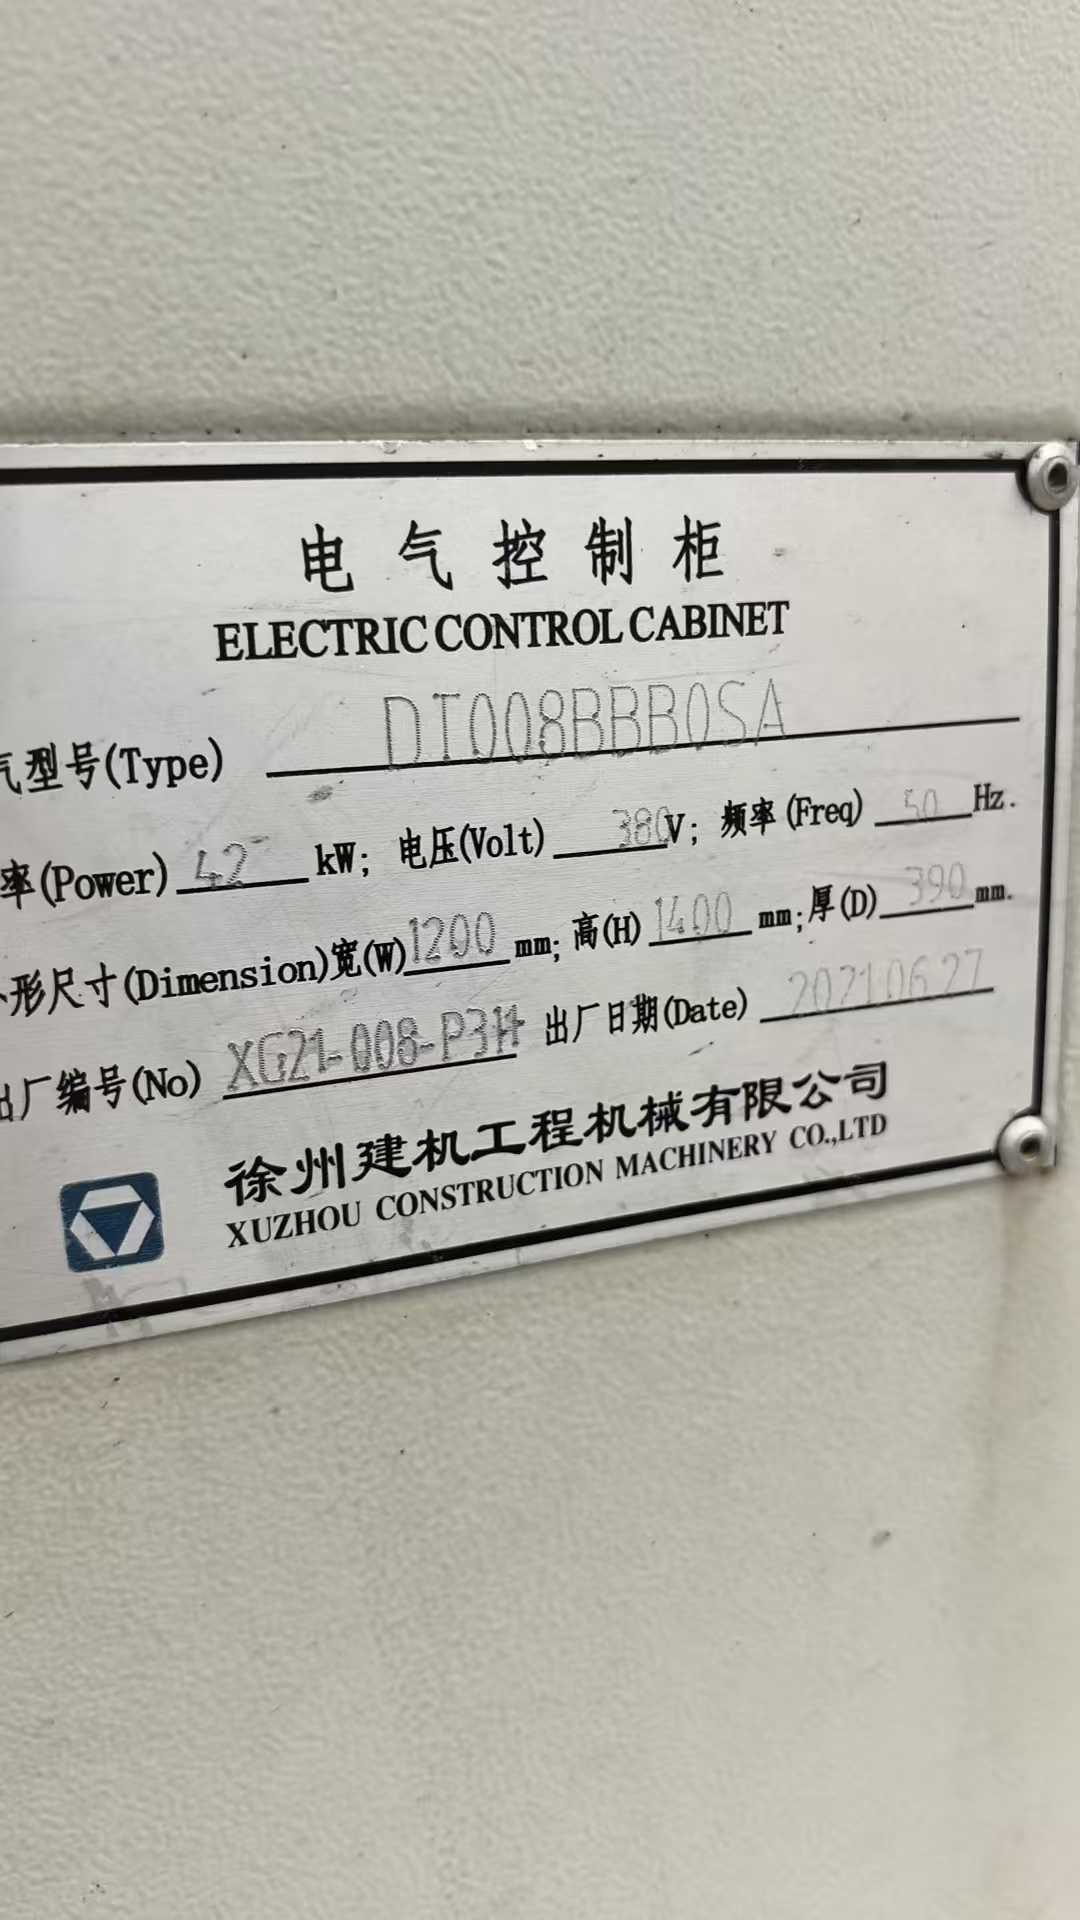 电气控制柜
ELECTRIC CONTROL CABINET
气型号(Type) DT008BBB0SA
率(Power) 42 kW; 电压(Volt) 380V; 频率(Freq) 50 Hz.
外形尺寸(Dimension)宽(W)1200 mm; 高(H)1400 mm; 厚(D)390 mm.
出厂编号(No) XG21-008-P3H 出厂日期(Date) 20210627
徐州建机工程机械有限公司
XUZHOU CONSTRUCTION MACHINERY CO.,LTD